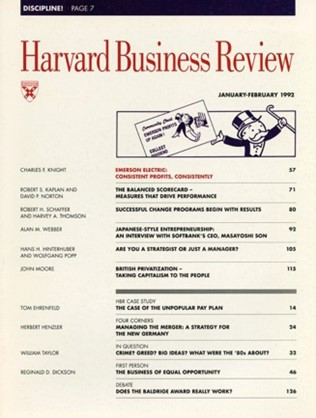 DISCIPLINE! PAGE 7
Harvard Business Review
JANUARY-FEBRUARY 1992
Community Chest
EMERSON PROFITS
UP AGAIN!
COLLECT
CHARLES F. KNIGHT EMERSON ELECTRIC: 57
CONSISTENT PROFITS, CONSISTENTLY
ROBERT S. KAPLAN AND THE BALANCED SCORECARD – 71
DAVID P. NORTON MEASURES THAT DRIVE PERFORMANCE
ROBERT H. SCHAFFER SUCCESSFUL CHANGE PROGRAMS BEGIN WITH RESULTS 80
AND HARVEY A. THOMSON
ALAN M. WEBBER JAPANESE-STYLE ENTREPRENEURSHIP: 92
AN INTERVIEW WITH SOFTBANK'S CEO, MASAYOSHI SON
HANS H. HINTERHUBER ARE YOU A STRATEGIST OR JUST A MANAGER? 105
AND WOLFGANG POPP
JOHN MOORE BRITISH PRIVATIZATION – 115
TAKING CAPITALISM TO THE PEOPLE
HBR CASE STUDY
TOM EHRENFELD THE CASE OF THE UNPOPULAR PAY PLAN 14
FOUR CORNERS
HERBERT HENZLER MANAGING THE MERGER: A STRATEGY FOR 24
THE NEW GERMANY
IN QUESTION
WILLIAM TAYLOR CRIME? GREED? BIG IDEAS? WHAT WERE THE '80s ABOUT? 32
FIRST PERSON
REGINALD D. DICKSON THE BUSINESS OF EQUAL OPPORTUNITY 46
DEBATE
DOES THE BALDRIGE AWARD REALLY WORK? 126